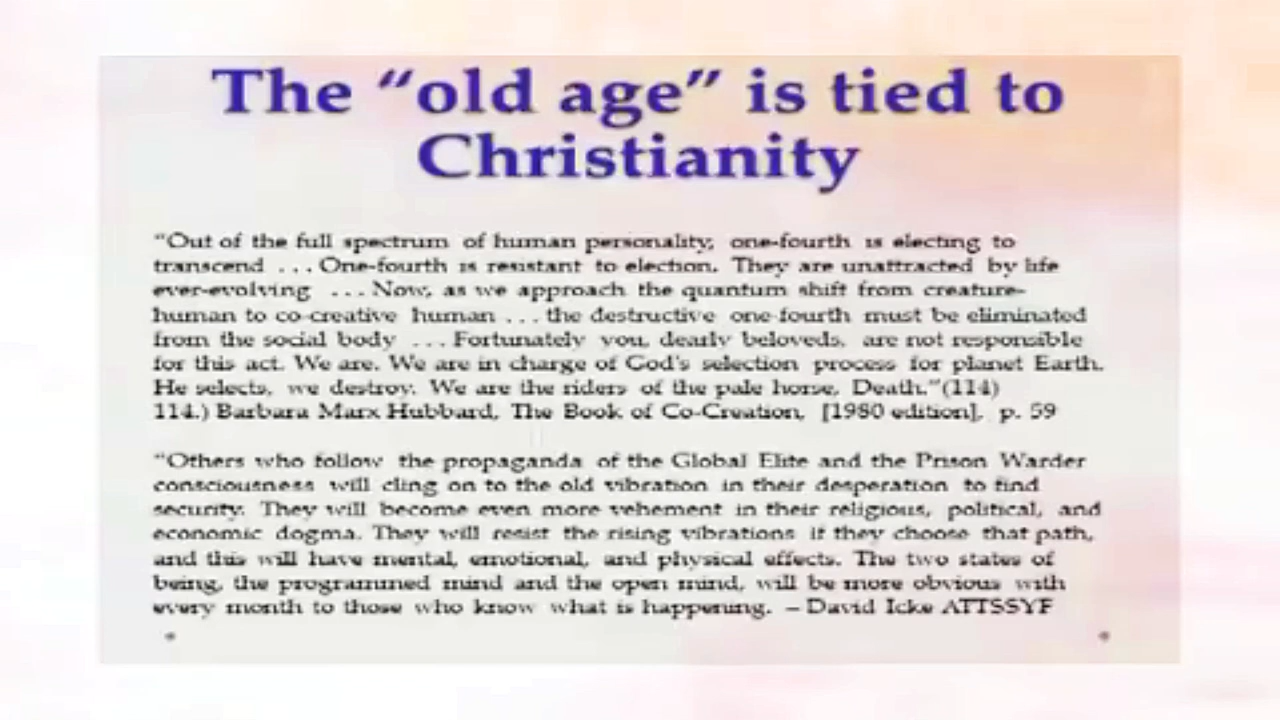 The “old age” is tied to
Christianity
“Out of the full spectrum of human personality, one-fourth is electing to
transcend ... One-fourth is resistant to election. They are unattracted by life
ever-evolving ... Now, as we approach the quantum shift from creature-
human to co-creative human ... the destructive one-fourth must be eliminated
from the social body ... Fortunately you, dearly beloveds, are not responsible
for this act. We are. We are in charge of God's selection process for planet Earth.
He selects, we destroy. We are the riders of the pale horse, Death.”(114)
114.) Barbara Marx Hubbard, The Book of Co-Creation, [1980 edition], p. 59
“Others who follow the propaganda of the Global Elite and the Prison Warder
consciousness will cling on to the old vibration in their desperation to find
security. They will become even more vehement in their religious, political, and
economic dogma. They will resist the rising vibrations if they choose that path,
and this will have mental, emotional, and physical effects. The two states of
being, the programmed mind and the open mind, will be more obvious with
every month to those who know what is happening. – David Icke ATTSSYF